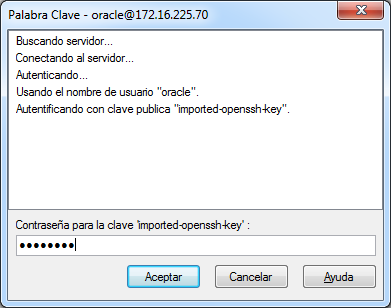 Palabra Clave - oracle@172.16.225.70
Buscando servidor...
Conectando al servidor...
Autenticando...
Usando el nombre de usuario "oracle".
Autentificando con clave publica "imported-openssh-key".
Contraseña para la clave 'imported-openssh-key' :
●●●●●●●●
Aceptar
Cancelar
Ayuda